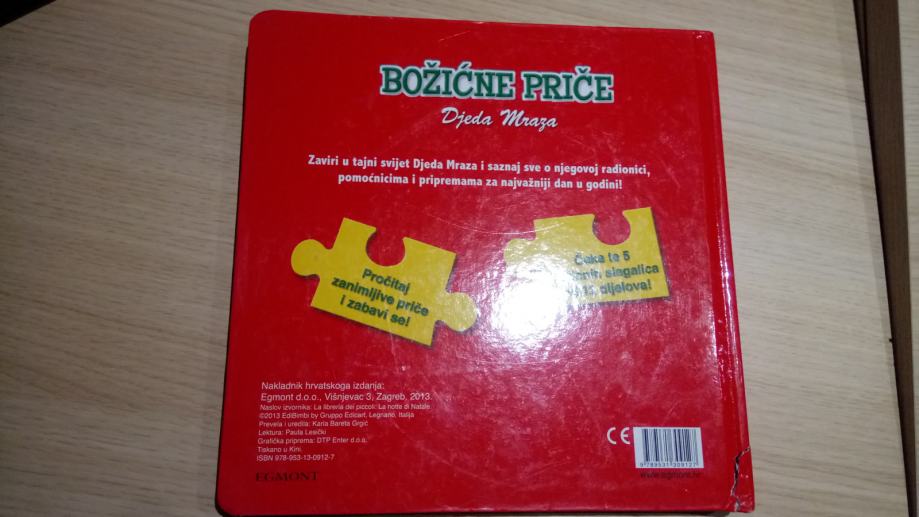 BOŽIĆNE PRIČE
Djeda Mraza
Zaviri u tajni svijet Djeda Mraza i saznaj sve o njegovoj radionici,
pomoćnicima i pripremama za najvažniji dan u godini!
Pročitaj
zanimljive priče
i zabavi se!
Čeka te 5
slagalica
dijelova!
Nakladnik hrvatskoga izdanja:
Egmont d.o.o., Višnjevac 3, Zagreb, 2013.
Naslov izvornika: La libreria dei piccoli: La notte di Natale
©2013 EdiBimbi by Gruppo Edicart, Legnano, Italija
Prevela i uredila: Karla Bareta Grgić
Lektura: Paula Lesički
Grafička priprema: DTP Enter d.o.o.
Tiskano u Kini.
ISBN 978-953-13-0912-7
EGMONT
CE
9 789531 309127
www.egmont.hr